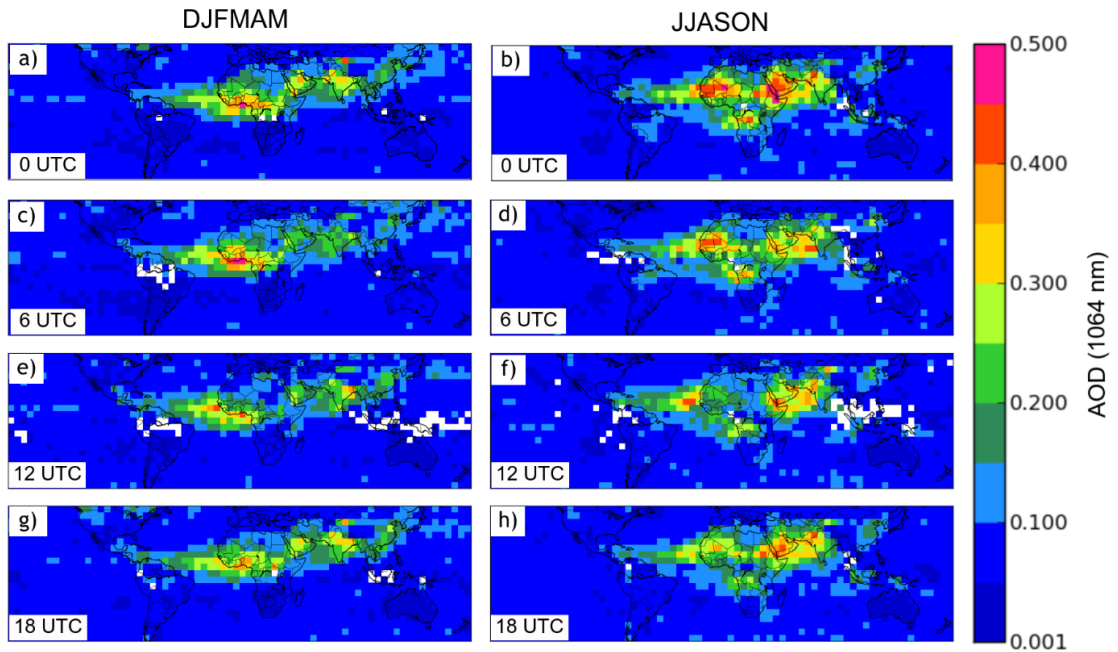 DJFMAM
JJASON
a)
0 UTC
b)
0 UTC
c)
6 UTC
d)
6 UTC
e)
12 UTC
f)
12 UTC
g)
18 UTC
h)
18 UTC
0.500
0.400
0.300
0.200
0.100
0.001
AOD (1064 nm)